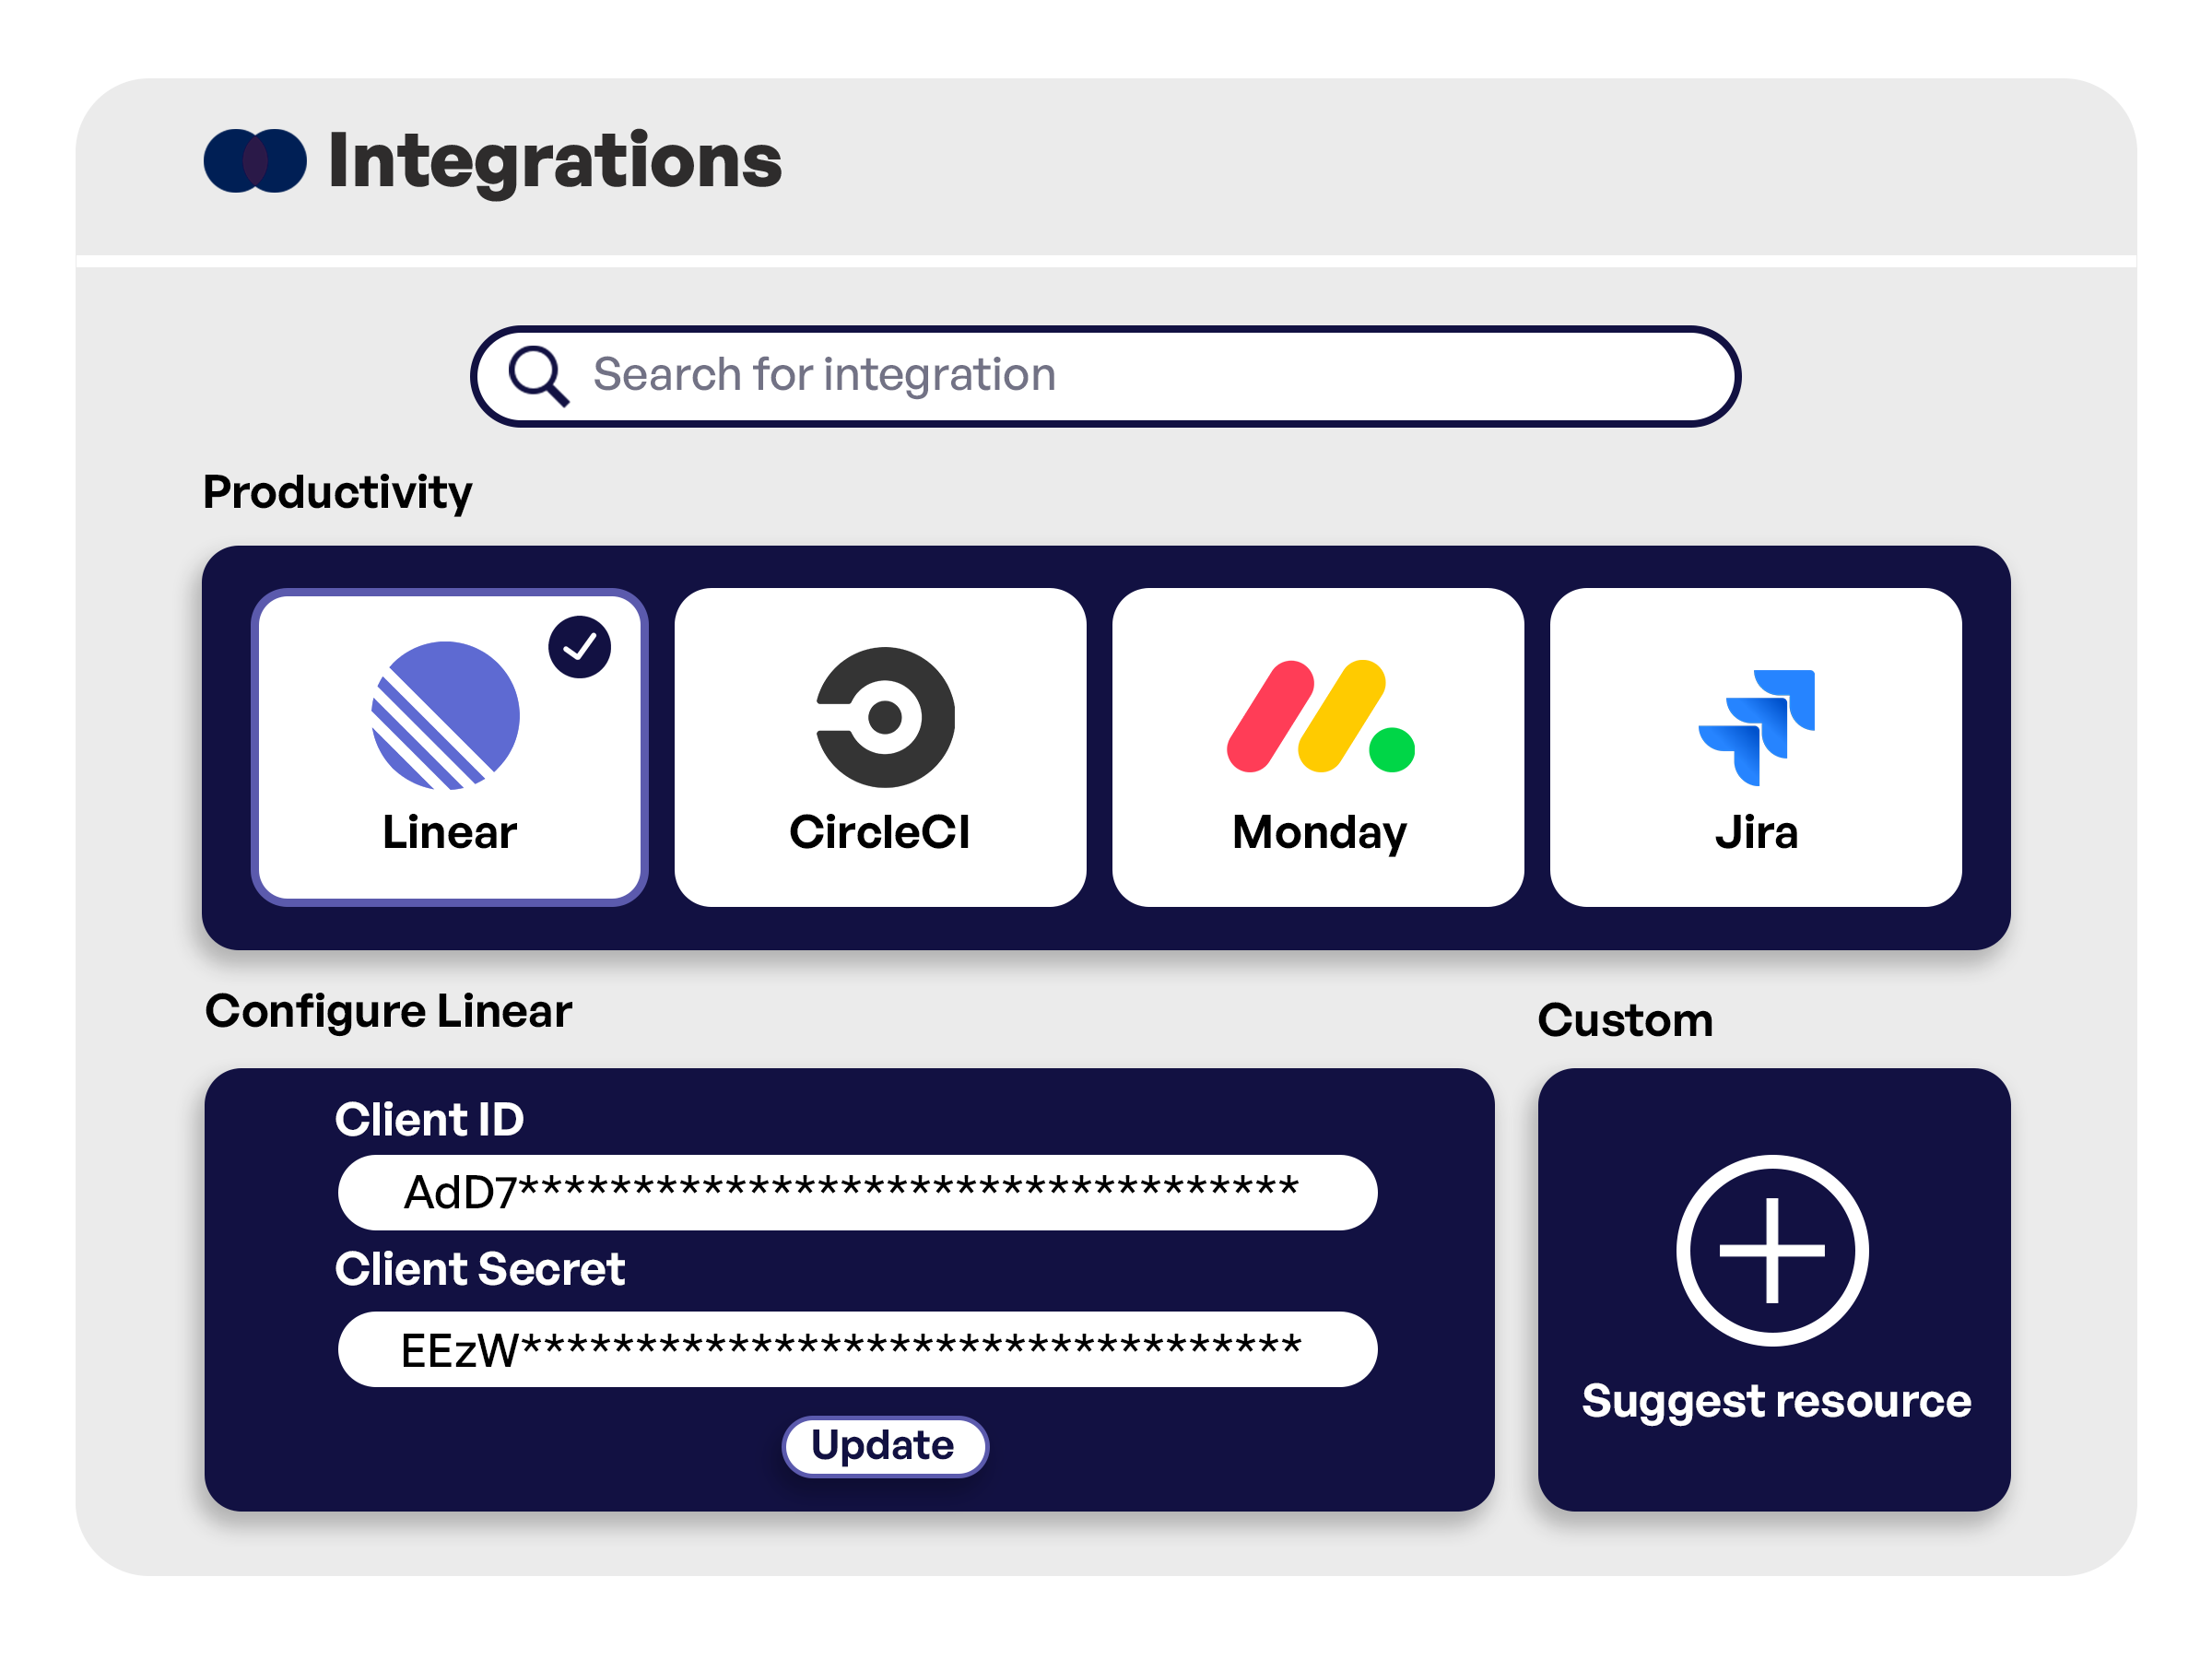 Integrations
Search for integration
Productivity
Linear
CircleCI
Monday
Jira
Configure Linear
Custom
Client ID
AdD7**********************************
Client Secret
EEzW**********************************
Update
Suggest resource